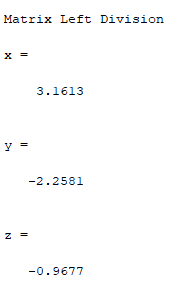 Matrix Left Division
x =
3.1613
y =
-2.2581
z =
-0.9677